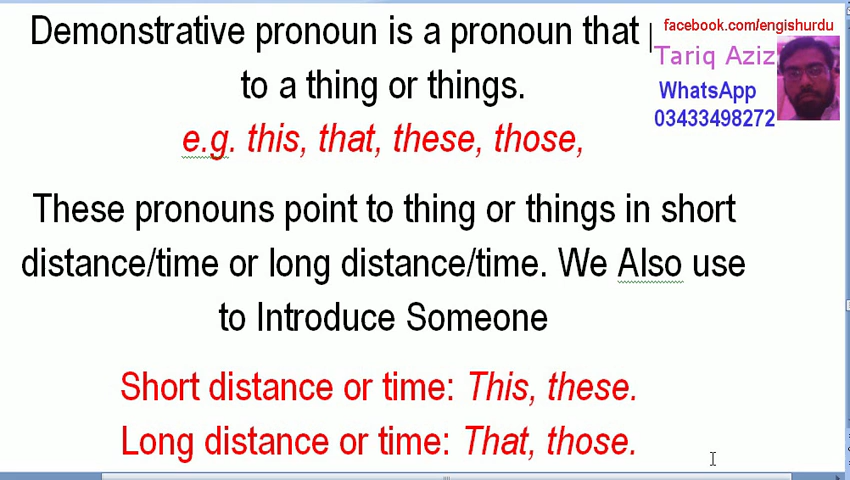 Demonstrative pronoun is a pronoun that
to a thing or things.
e.g. this, that, these, those,
These pronouns point to thing or things in short
distance/time or long distance/time. We Also use
to Introduce Someone
Short distance or time: This, these.
Long distance or time: That, those.
facebook.com/engishurdu
Tariq Aziz
WhatsApp
03433498272